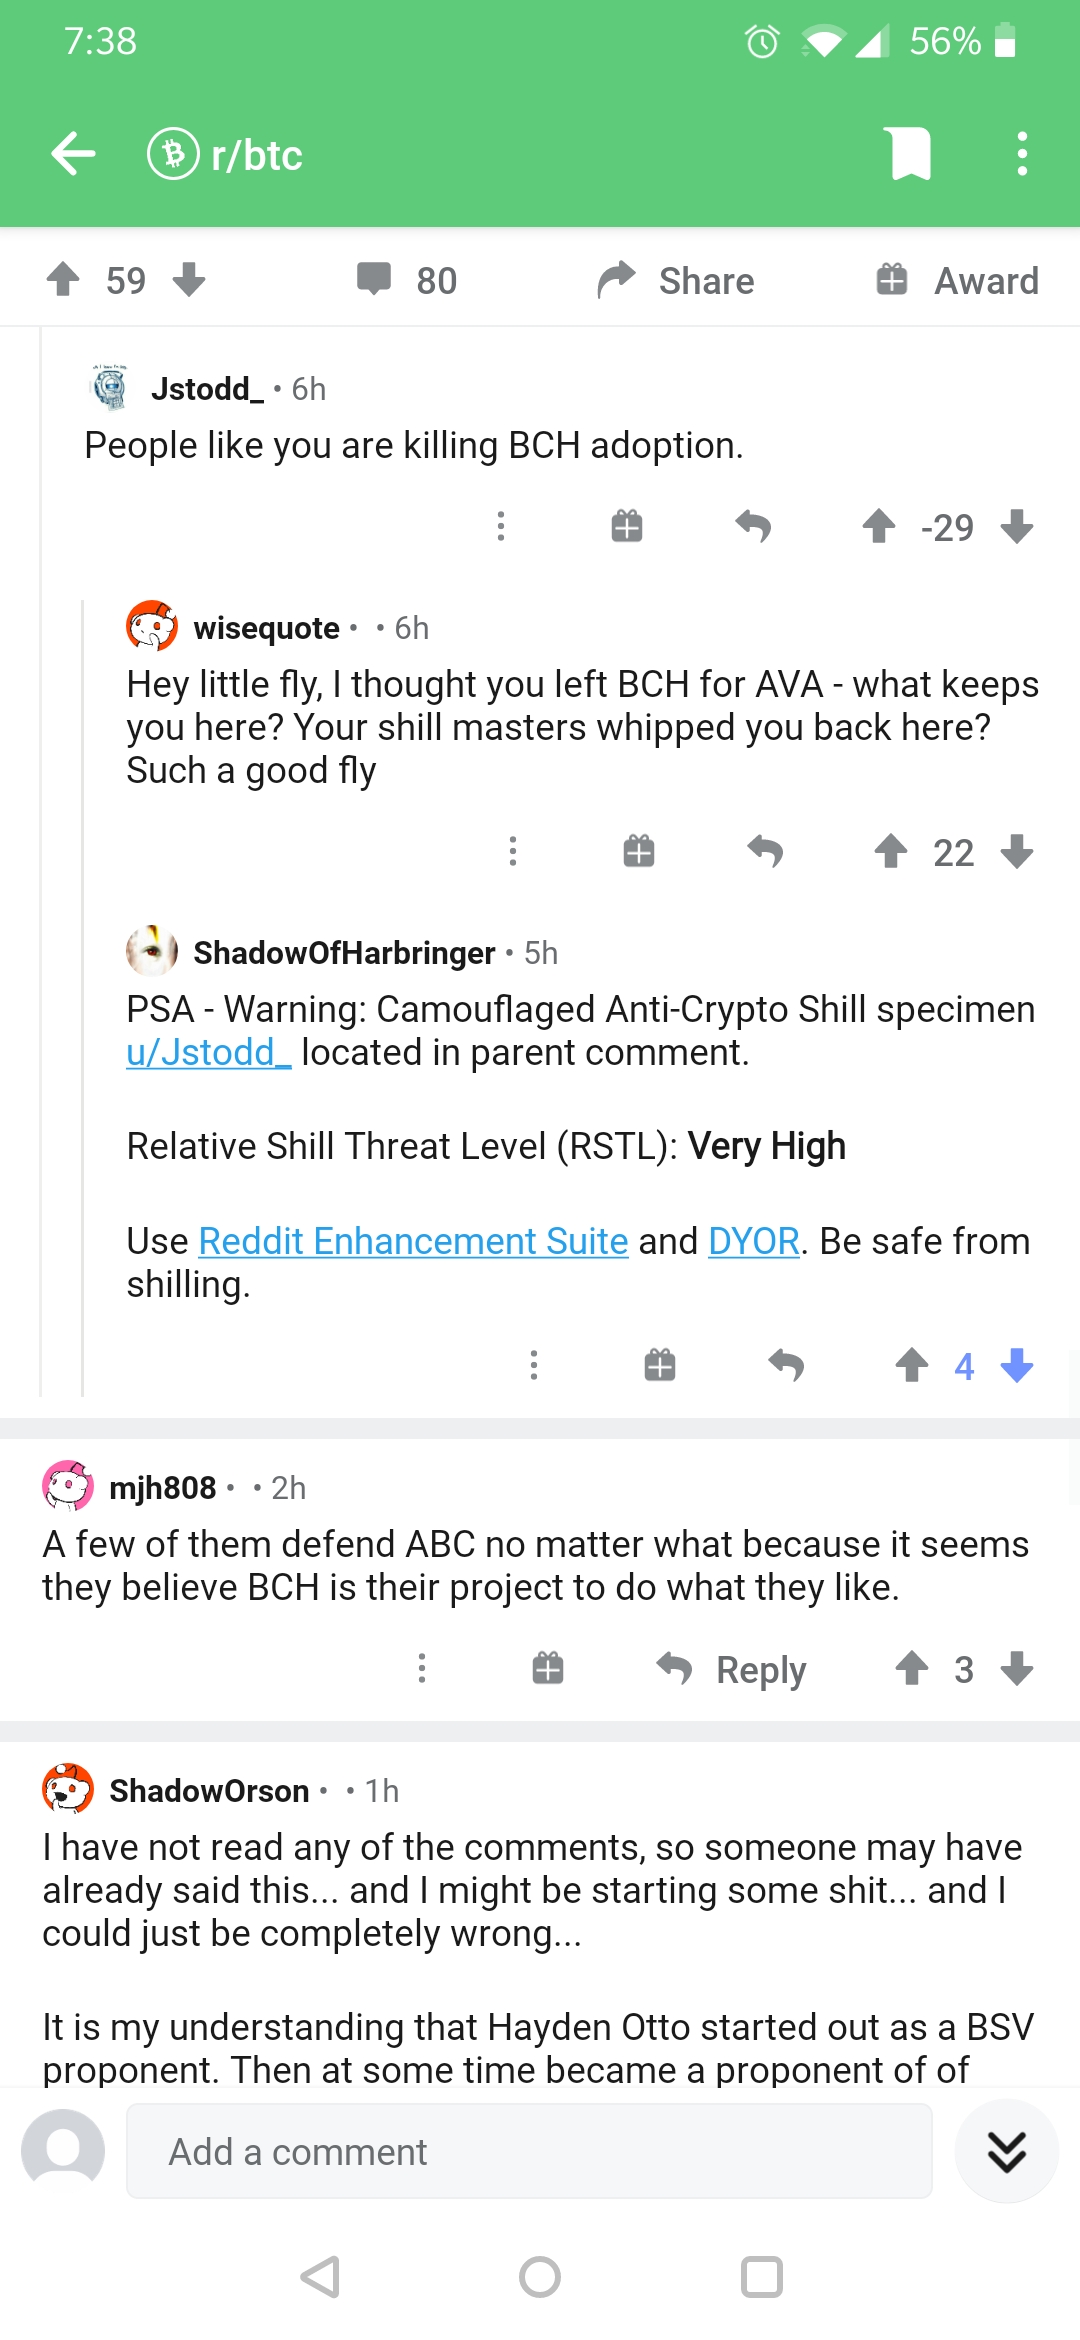 7:38
56%
r/btc
59
80
Share
Award
Jstodd_ • 6h
People like you are killing BCH adoption.
-29
wisequote • • 6h
Hey little fly, I thought you left BCH for AVA - what keeps
you here? Your shill masters whipped you back here?
Such a good fly
22
ShadowOfHarbringer • 5h
PSA - Warning: Camouflaged Anti-Crypto Shill specimen
u/Jstodd_ located in parent comment.
Relative Shill Threat Level (RSTL): Very High
Use Reddit Enhancement Suite and DYOR. Be safe from
shilling.
4
mjh808 • • 2h
A few of them defend ABC no matter what because it seems
they believe BCH is their project to do what they like.
Reply
3
ShadowOrson • • 1h
I have not read any of the comments, so someone may have
already said this... and I might be starting some shit... and I
could just be completely wrong...
It is my understanding that Hayden Otto started out as a BSV
proponent. Then at some time became a proponent of of
Add a comment